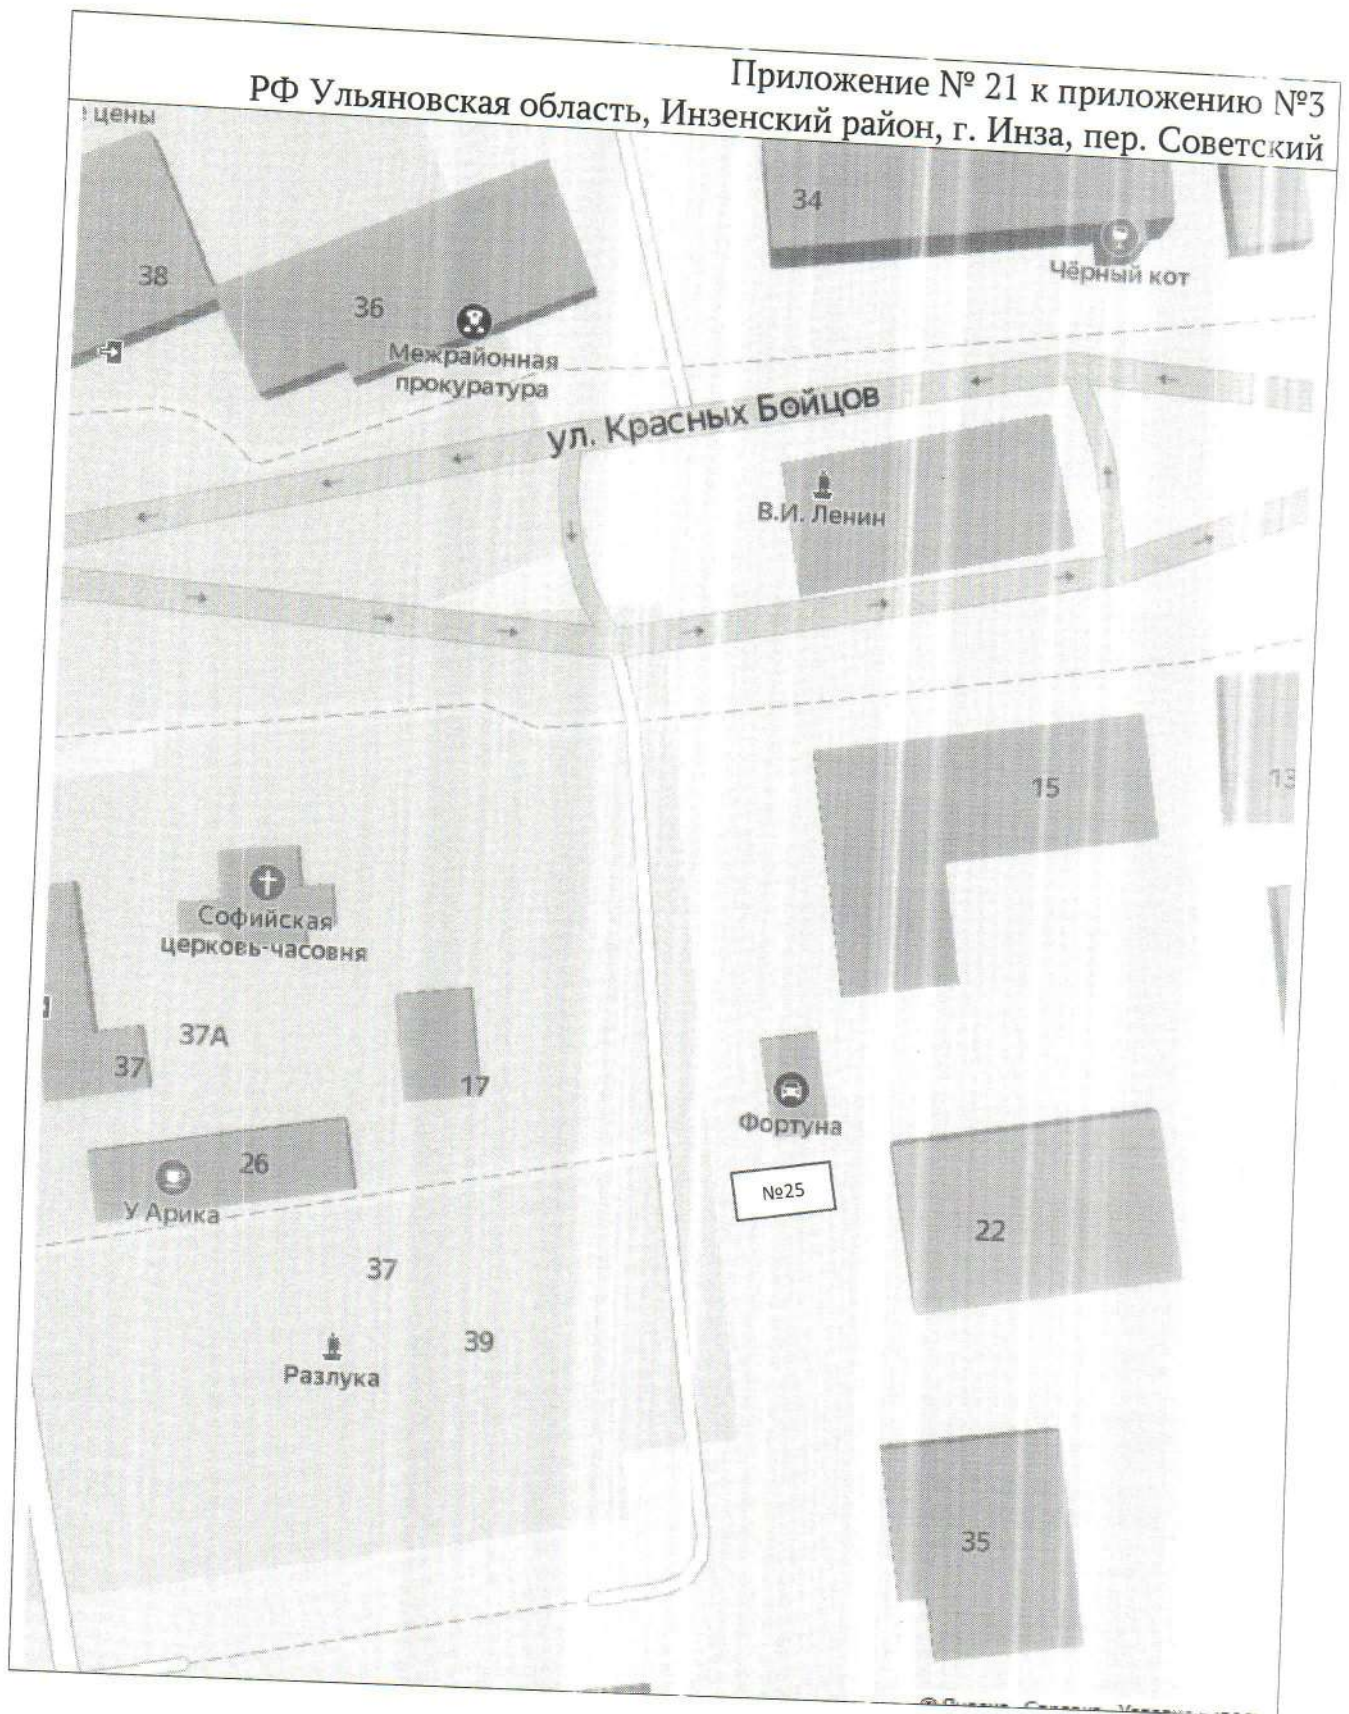 Приложение № 21 к приложению №3
РФ Ульяновская область, Инзенский район, г. Инза, пер. Советский
цены
34
Чёрный кот
38
36
Межрайонная
прокуратура
ул. Красных Бойцов
В.И. Ленин
15
13
Софийская
церковь-часовня
37А
37
17
Фортуна
26
У Арика
№25
22
37
39
Разлука
35